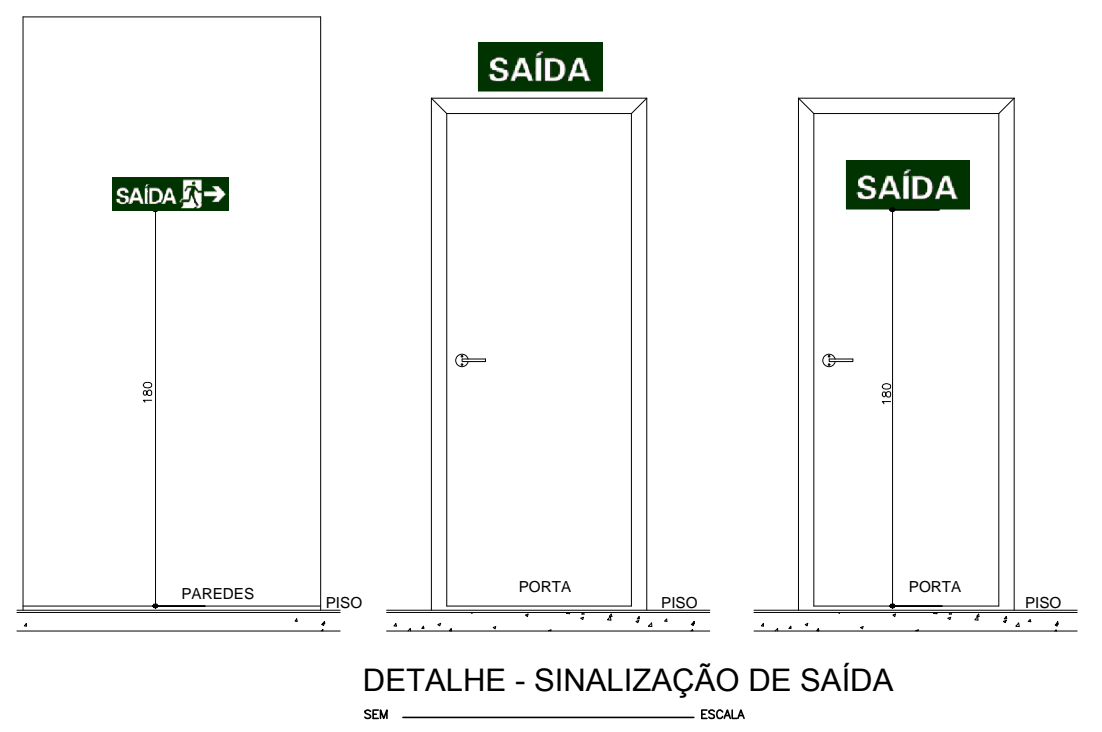 SAÍDA
SAÍDA
SAÍDA
180
180
PAREDES
PISO
PORTA
PISO
PORTA
PISO
DETALHE - SINALIZAÇÃO DE SAÍDA
SEM ESCALA